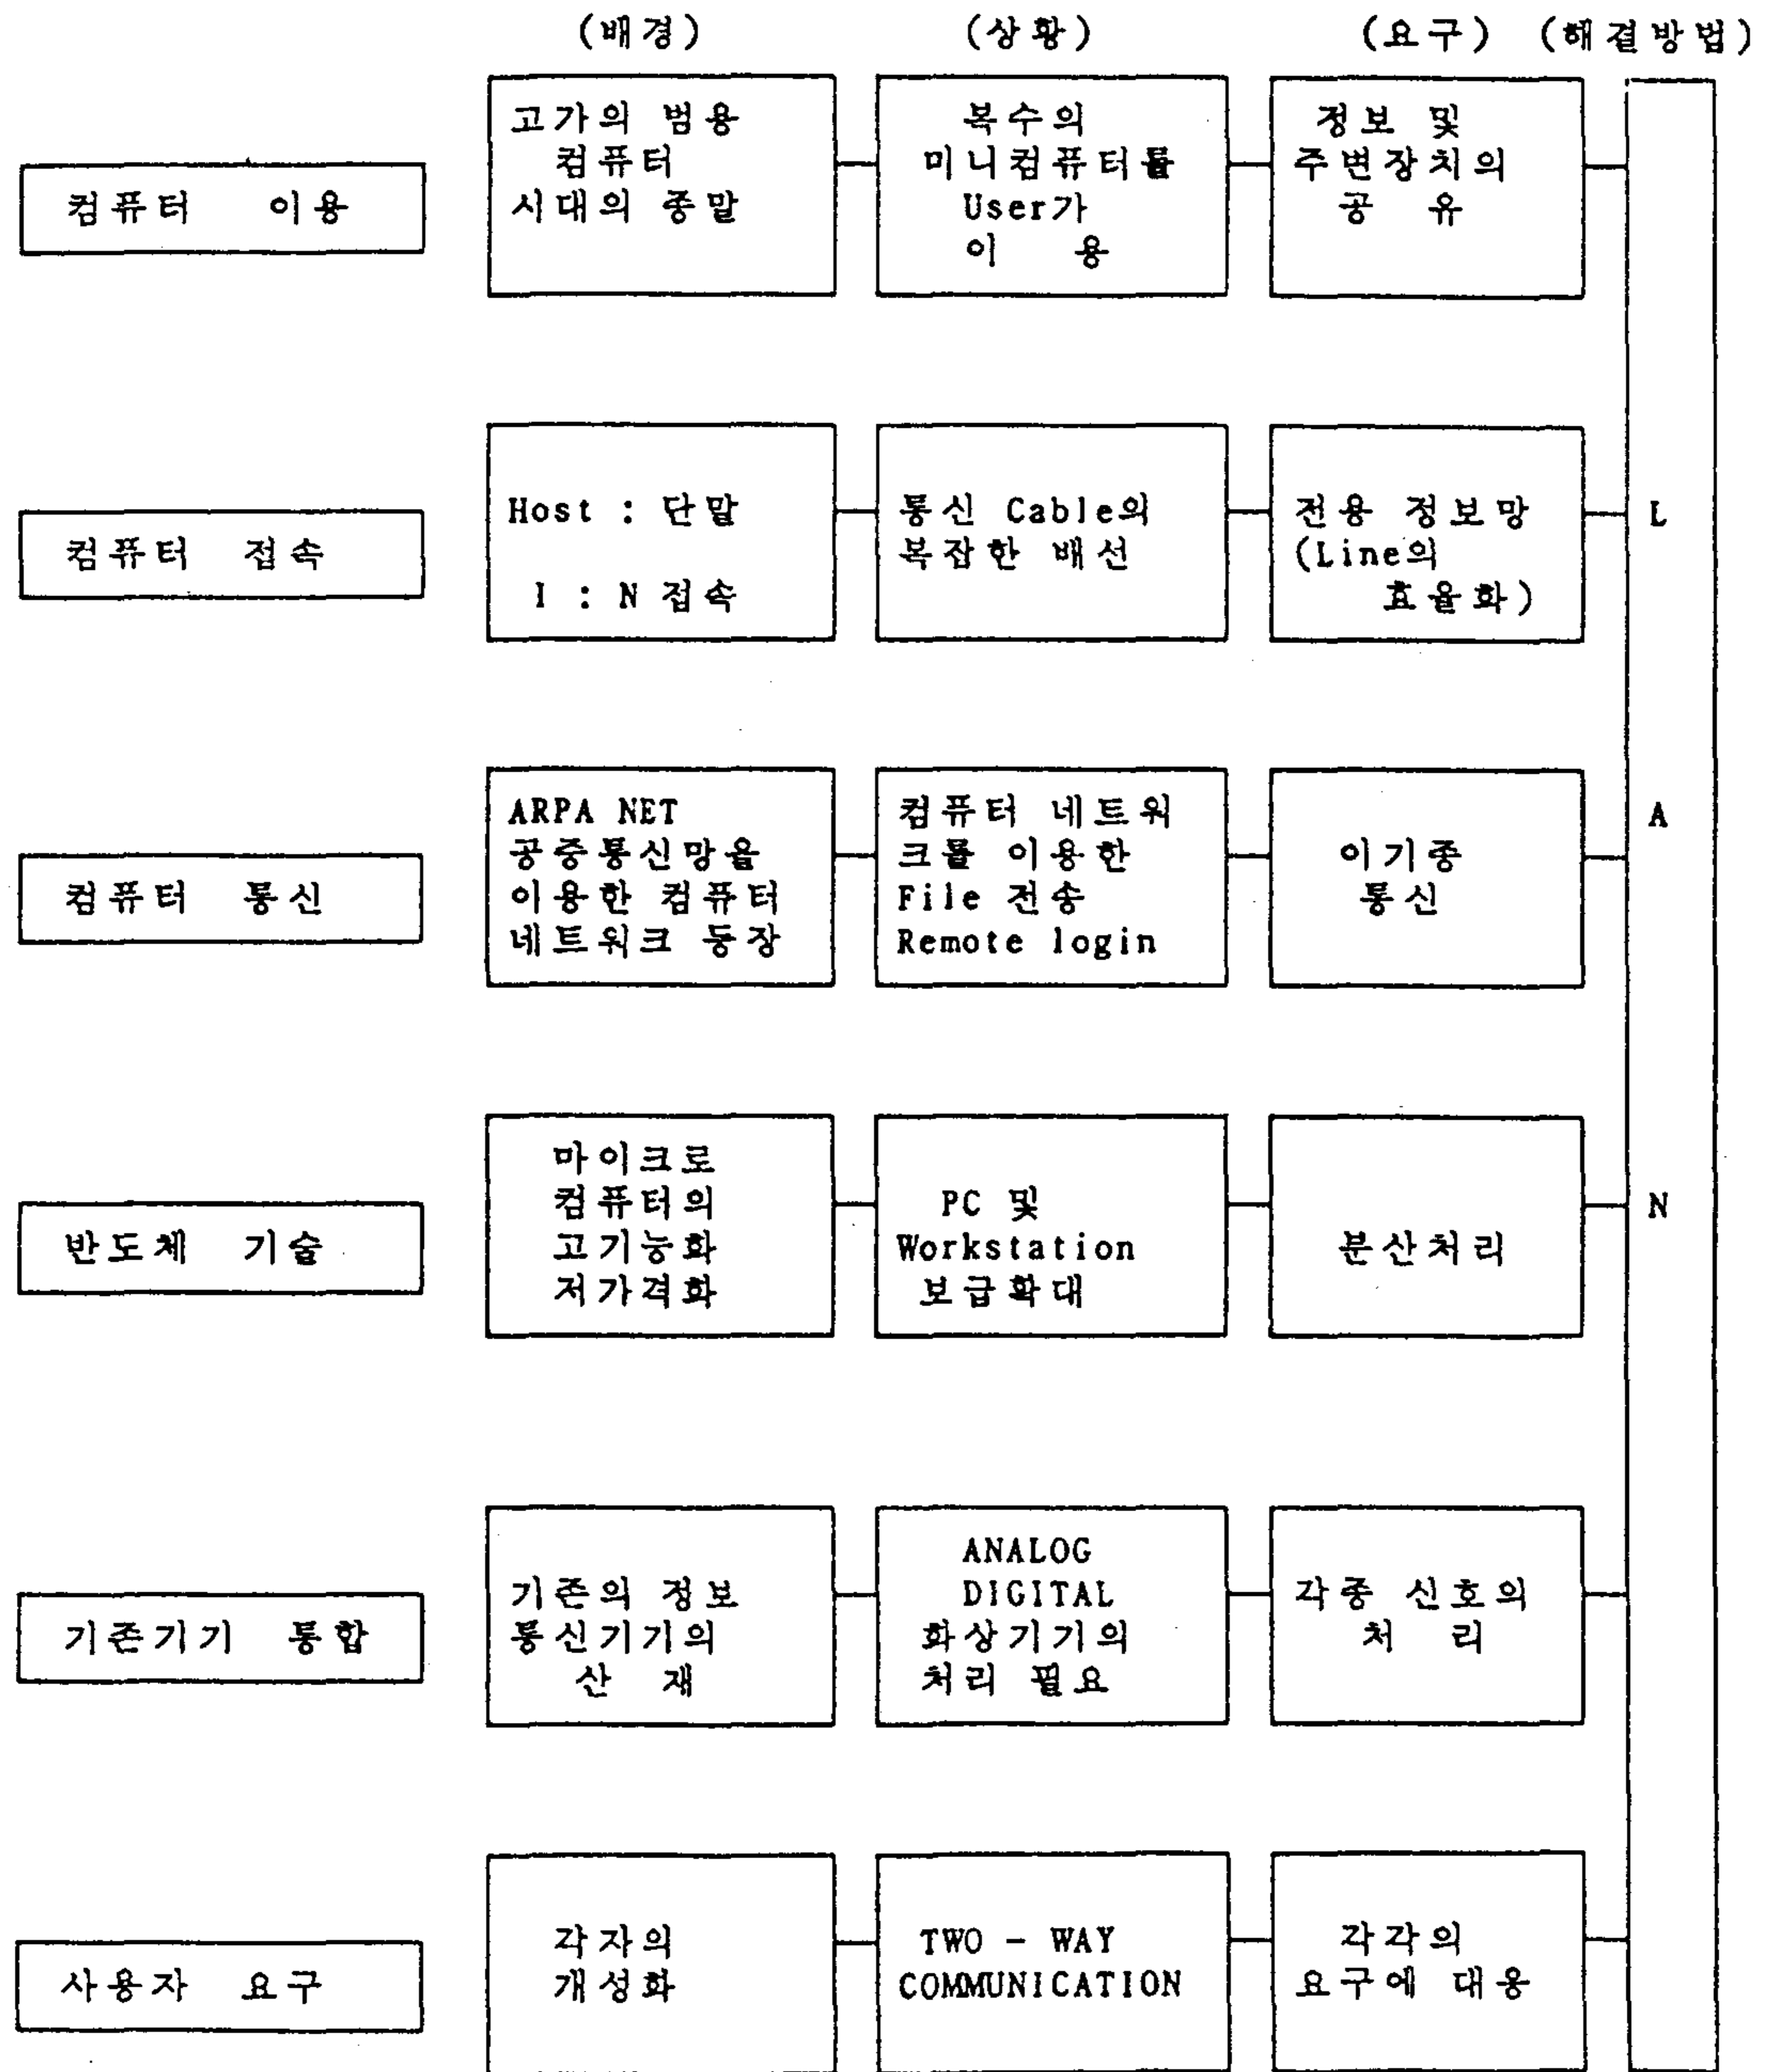 (배경) (상황) (요구) (해결방법)
컴퓨터 이용
고가의 범용
컴퓨터
시대의 종말
복수의
미니컴퓨터를
User가
이 용
정보 및
주변장치의
공 유
컴퓨터 접속
Host : 단말
I : N 접속
통신 Cable의
복잡한 배선
전용 정보망
(Line의
효율화)
컴퓨터 통신
ARPA NET
공중통신망을
이용한 컴퓨터
네트워크 등장
컴퓨터 네트워
크를 이용한
File 전송
Remote login
이기종
통신
반도체 기술
마이크로
컴퓨터의
고기능화
저가격화
PC 및
Workstation
보급확대
분산처리
기존기기 통합
기존의 정보
통신기기의
산 재
ANALOG
DIGITAL
화상기기의
처리 필요
각종 신호의
처 리
사용자 요구
각자의
개성화
TWO - WAY
COMMUNICATION
각각의
요구에 대응
L
A
N